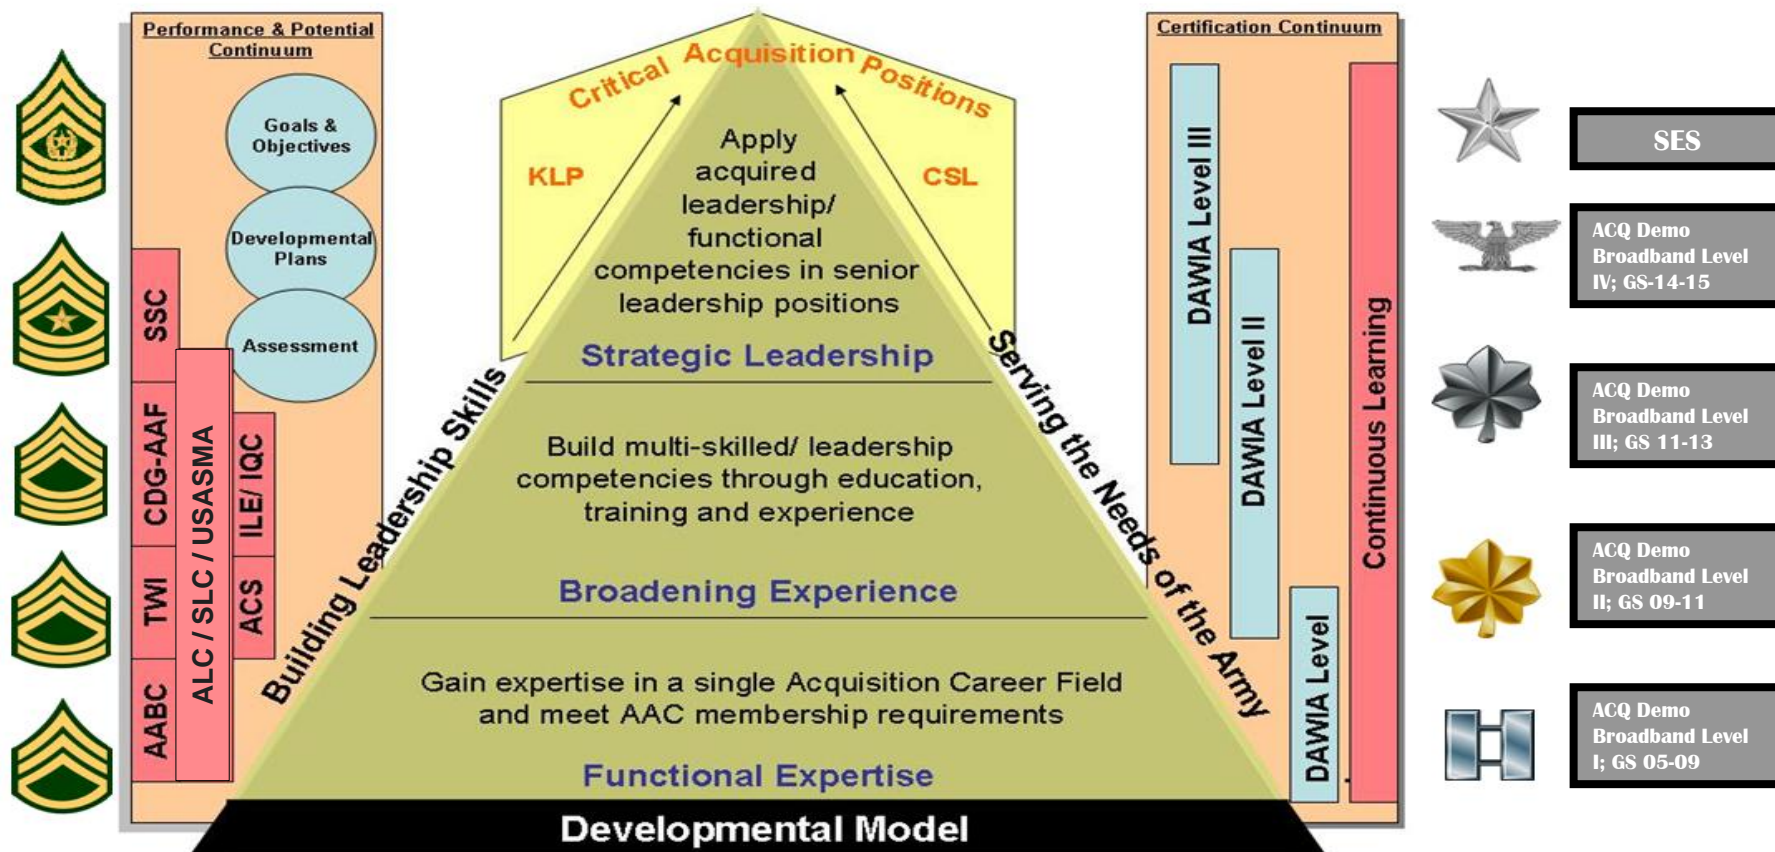 Performance & Potential
Continuum
Goals &
Objectives
Developmental
Plans
Assessment
SSC
CDG-AAF
TWI
AABC
ALC / SLC / USASMA
ILE/ IQC
ACS
Building Leadership Skills
Critical Acquisition Positions
KLP
CSL
Apply
acquired
leadership/
functional
competencies in senior
leadership positions
Strategic Leadership
Build multi-skilled/ leadership
competencies through education,
training and experience
Broadening Experience
Gain expertise in a single Acquisition Career Field
and meet AAC membership requirements
Functional Expertise
Developmental Model
Serving the Needs of the Army
Certification Continuum
DAWIA Level III
DAWIA Level II
DAWIA Level
Continuous Learning
SES
ACQ Demo
Broadband Level
IV; GS-14-15
ACQ Demo
Broadband Level
III; GS 11-13
ACQ Demo
Broadband Level
II; GS 09-11
ACQ Demo
Broadband Level
I; GS 05-09